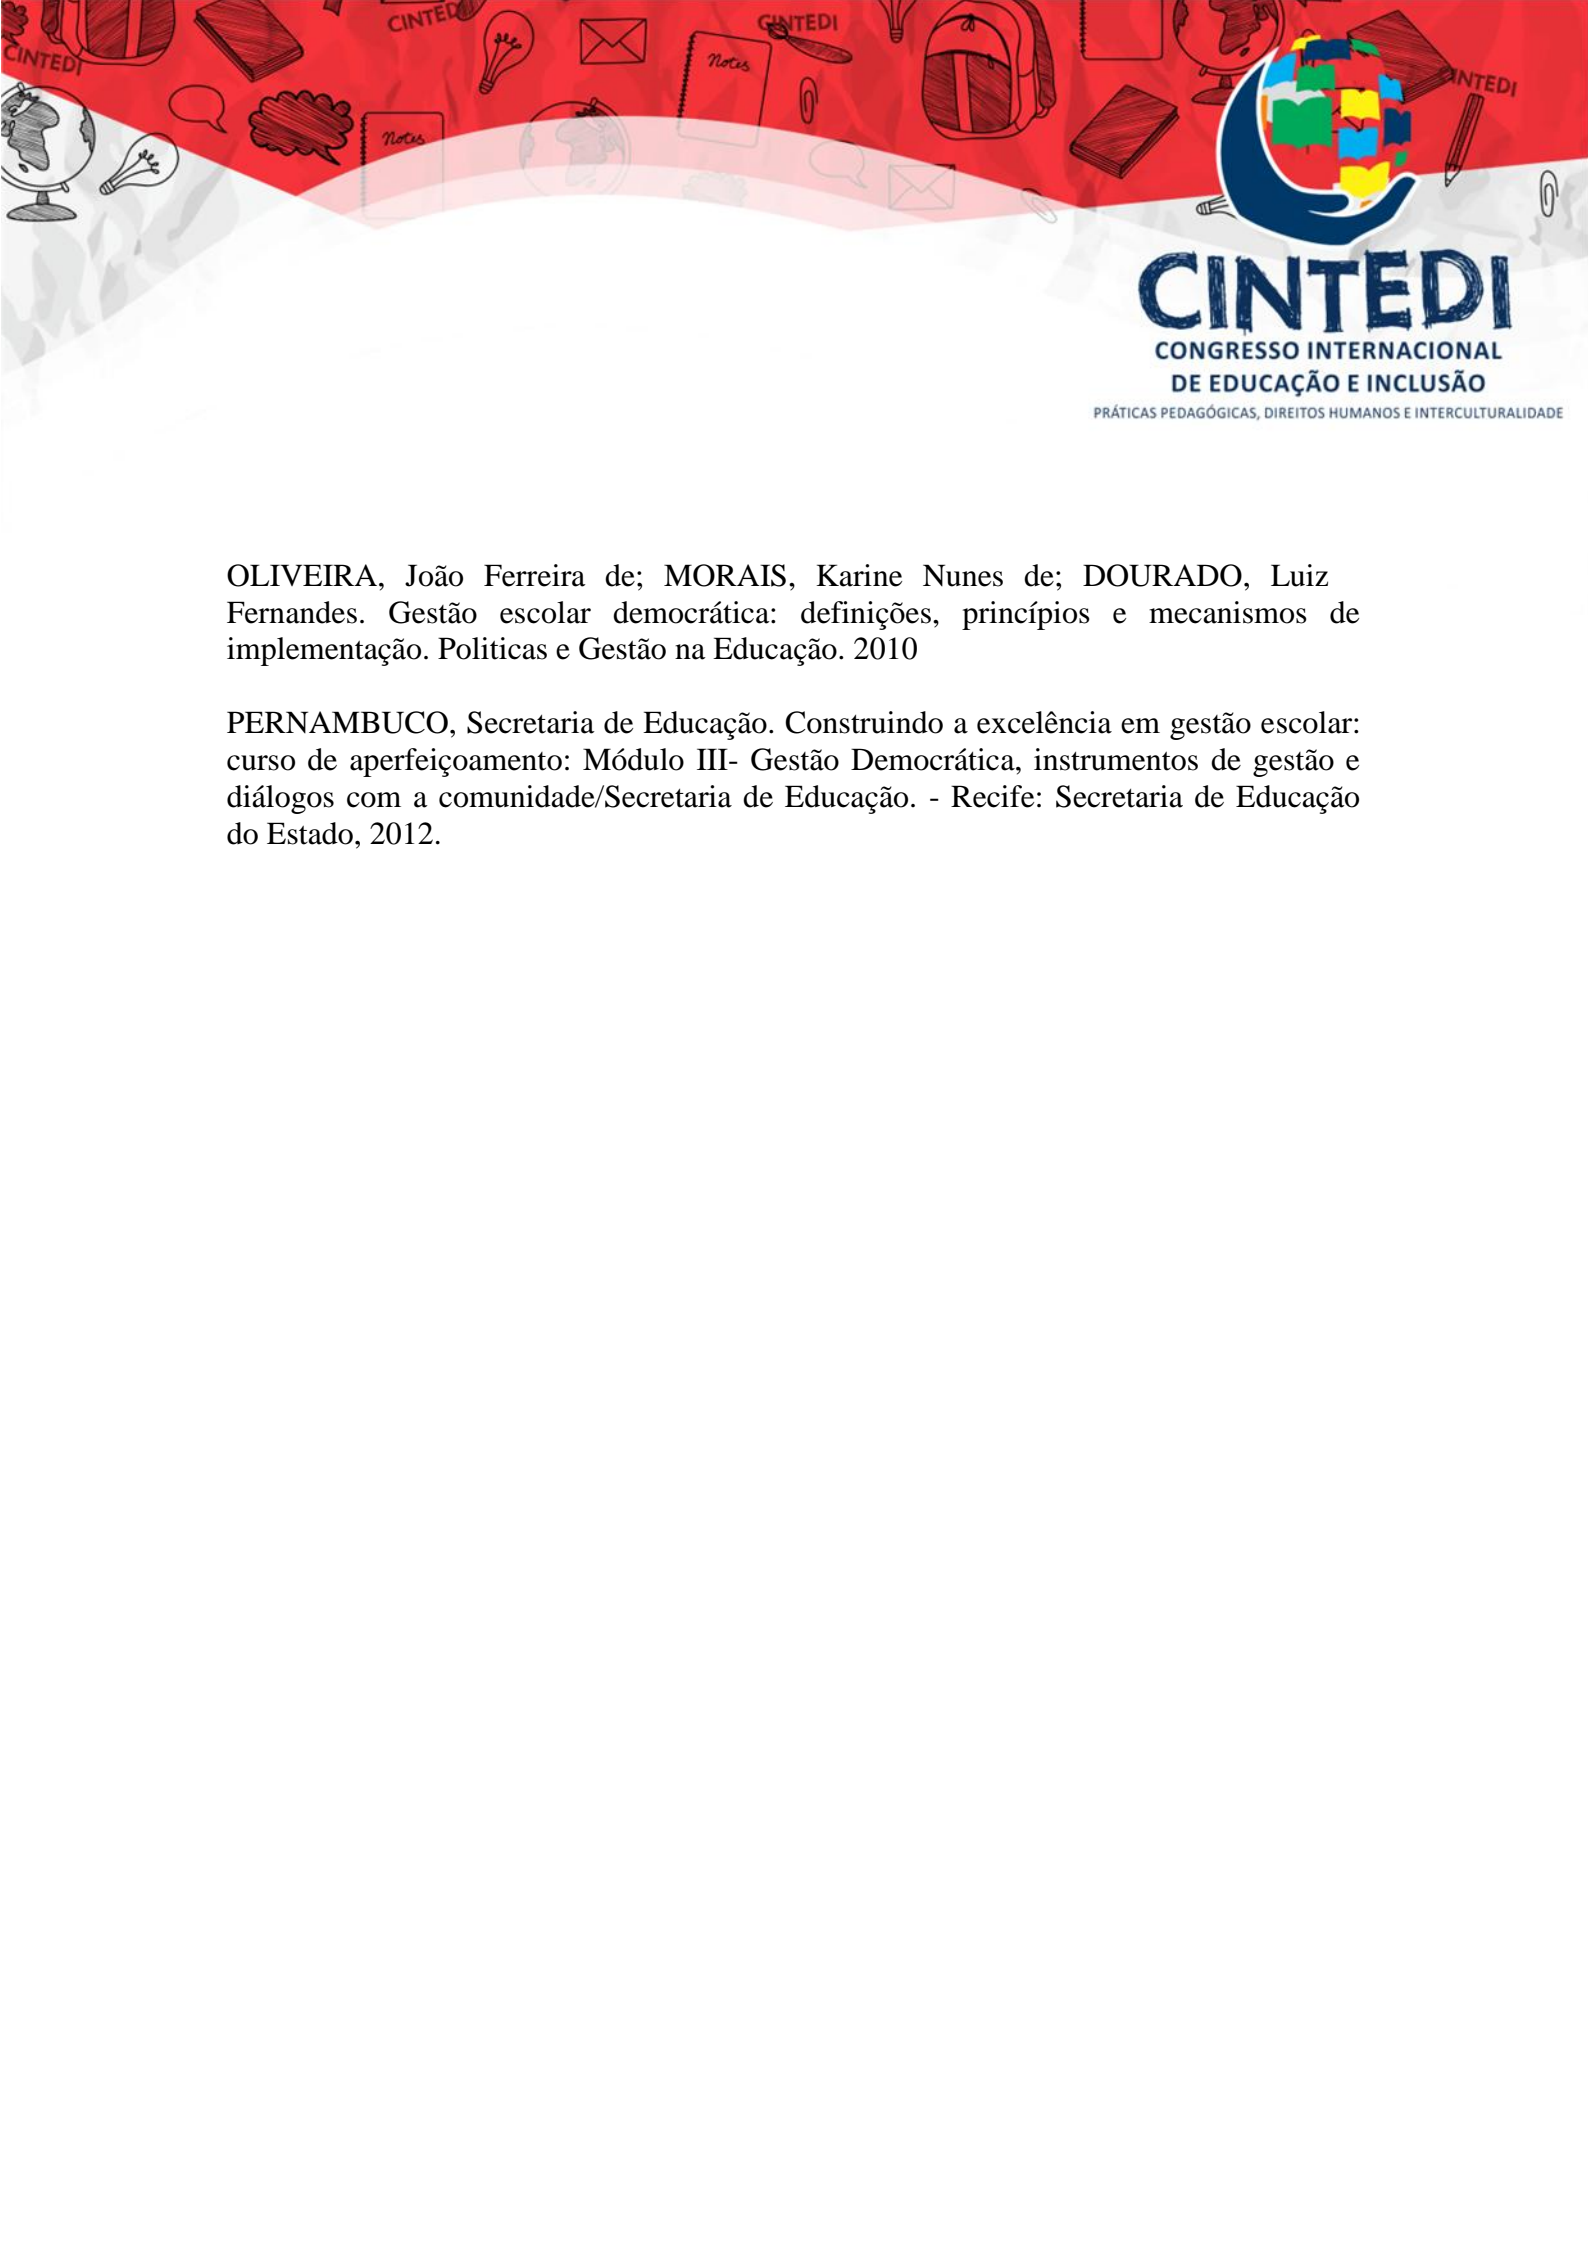 CINTEDI
CINTEDI
CINTEDI
Notes
Notes
INTEDI
CINTEDI
CONGRESSO INTERNACIONAL
DE EDUCAÇÃO E INCLUSÃO
PRÁTICAS PEDAGÓGICAS, DIREITOS HUMANOS E INTERCULTURALIDADE
OLIVEIRA, João Ferreira de; MORAIS, Karine Nunes de; DOURADO, Luiz
Fernandes. Gestão escolar democrática: definições, princípios e mecanismos de
implementação. Politicas e Gestão na Educação. 2010
PERNAMBUCO, Secretaria de Educação. Construindo a excelência em gestão escolar:
curso de aperfeiçoamento: Módulo III- Gestão Democrática, instrumentos de gestão e
diálogos com a comunidade/Secretaria de Educação. - Recife: Secretaria de Educação
do Estado, 2012.